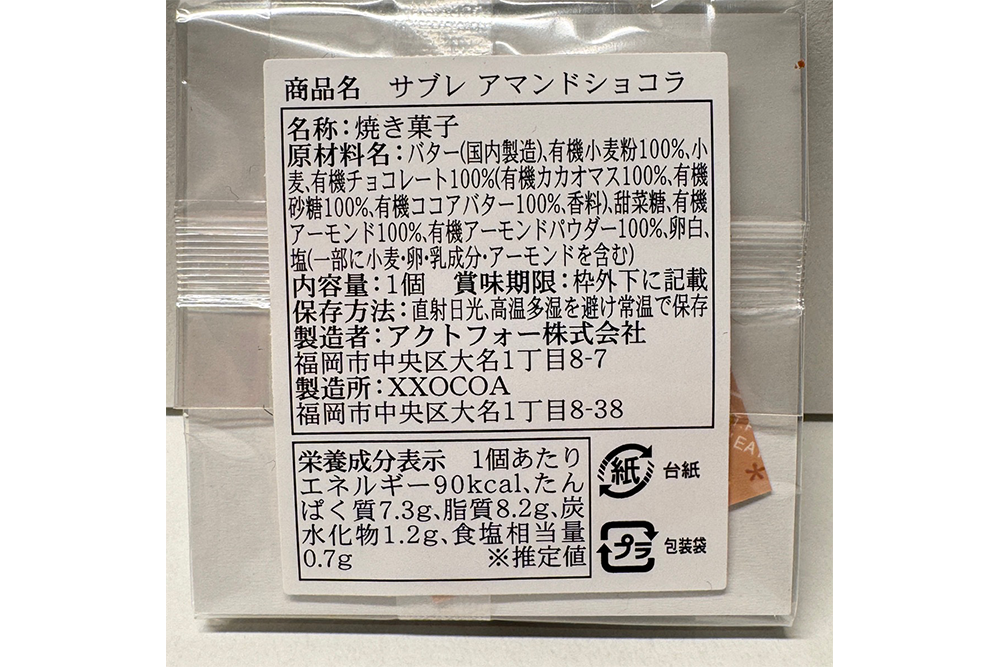 商品名 サブレ アマンドショコラ
名称:焼き菓子
原材料名:バター(国内製造)、有機小麦粉100%、小
麦、有機チョコレート100%(有機カカオマス100%、有機
砂糖100%、有機ココアバター100%、香料)、甜菜糖、有機
アーモンド100%、有機アーモンドパウダー100%、卵白、
塩(一部に小麦・卵・乳成分・アーモンドを含む)
内容量:1個 賞味期限:枠外下に記載
保存方法:直射日光、高温多湿を避け常温で保存
製造者:アクトフォー株式会社
福岡市中央区大名1丁目8-7
製造所:XXOCOA
福岡市中央区大名1丁目8-38
栄養成分表示 1個あたり
エネルギー90kcal、たん
ぱく質7.3g、脂質8.2g、炭
水化物1.2g、食塩相当量
0.7g ※推定値
紙 台紙
プラ 包装袋